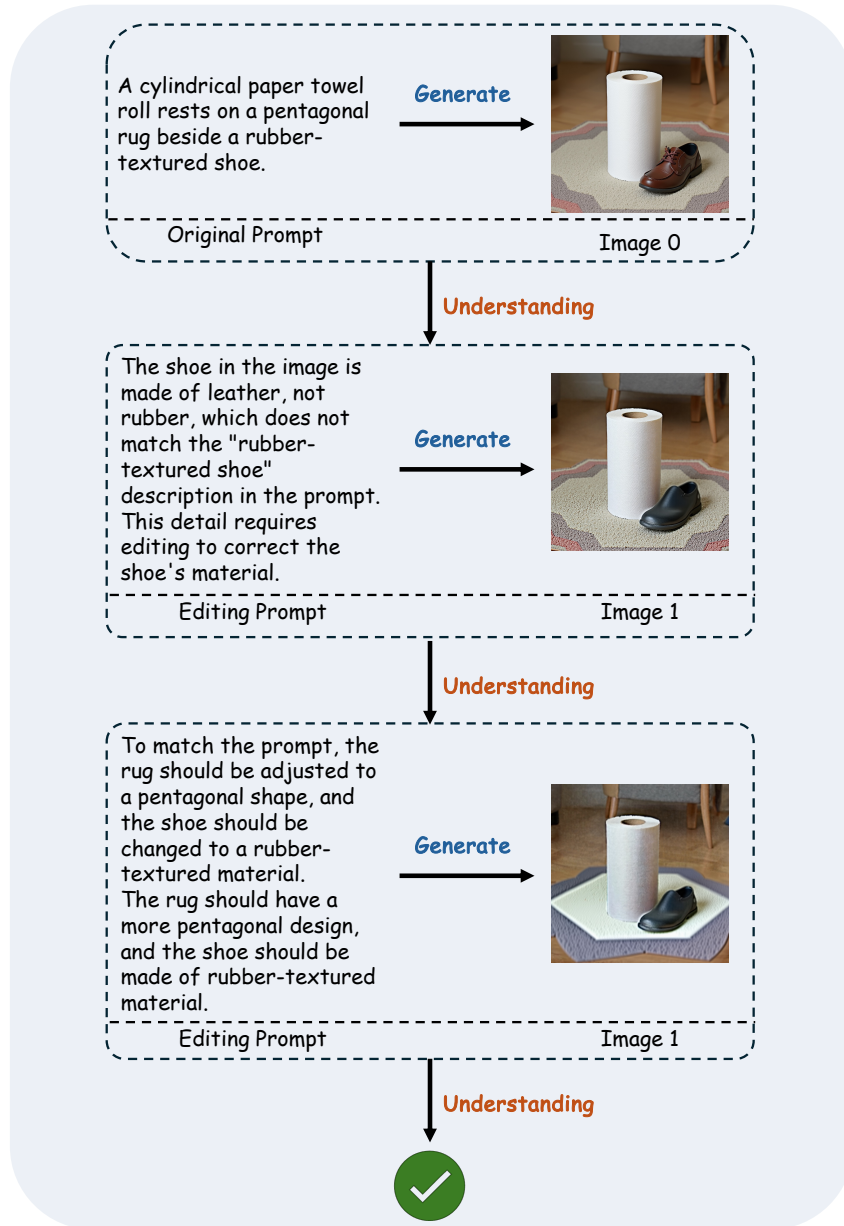 A cylindrical paper towel
roll rests on a pentagonal
rug beside a rubber-
textured shoe.
Generate
Original Prompt
Image 0
Understanding
The shoe in the image is
made of leather, not
rubber, which does not
match the "rubber-
textured shoe"
description in the prompt.
This detail requires
editing to correct the
shoe's material.
Generate
Editing Prompt
Image 1
Understanding
To match the prompt, the
rug should be adjusted to
a pentagonal shape, and
the shoe should be
changed to a rubber-
textured material.
The rug should have a
more pentagonal design,
and the shoe should be
made of rubber-textured
material.
Generate
Editing Prompt
Image 1
Understanding